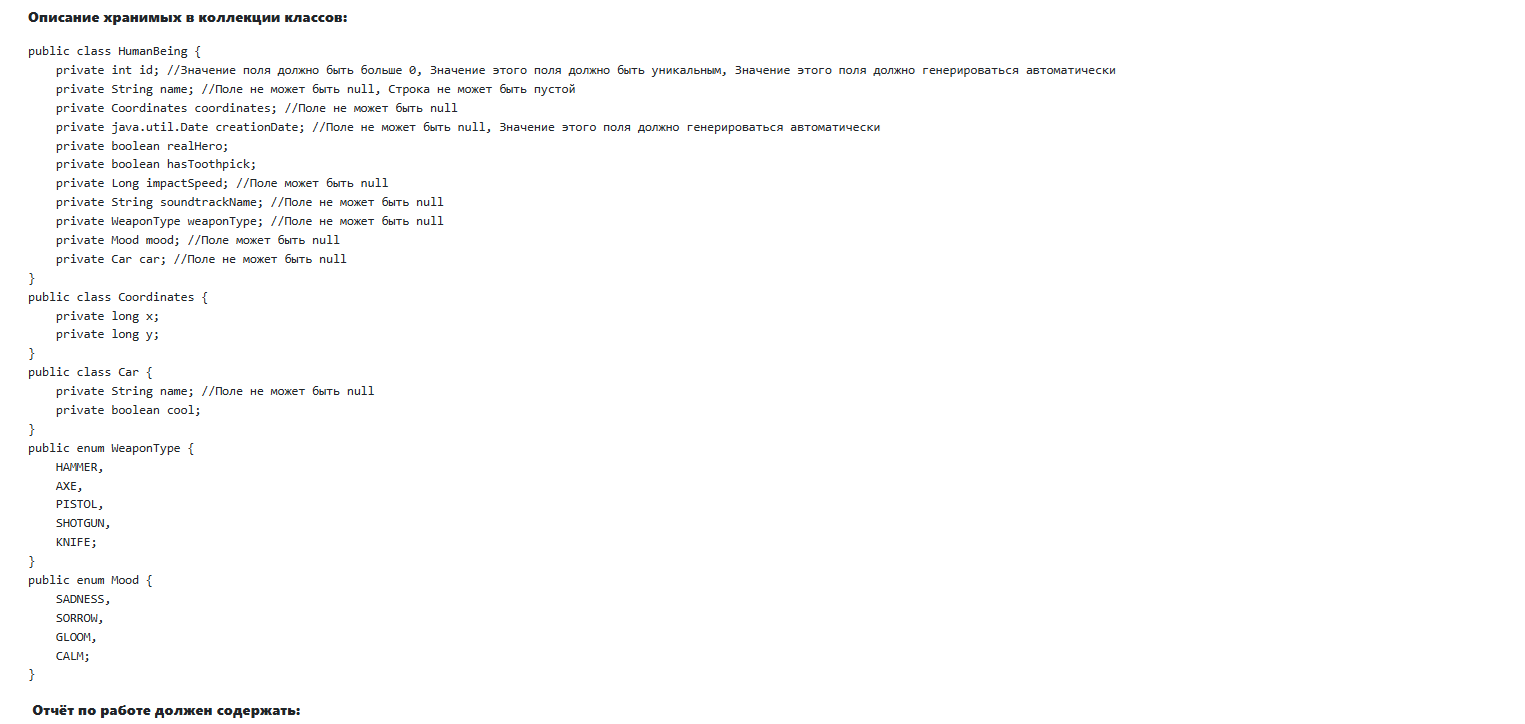 Описание хранимых в коллекции классов:
public class HumanBeing {
    private int id; //Значение поля должно быть больше 0, Значение этого поля должно быть уникальным, Значение этого поля должно генерироваться автоматически
    private String name; //Поле не может быть null, Строка не может быть пустой
    private Coordinates coordinates; //Поле не может быть null
    private java.util.Date creationDate; //Поле не может быть null, Значение этого поля должно генерироваться автоматически
    private boolean realHero;
    private boolean hasToothpick;
    private Long impactSpeed; //Поле может быть null
    private String soundtrackName; //Поле не может быть null
    private WeaponType weaponType; //Поле не может быть null
    private Mood mood; //Поле может быть null
    private Car car; //Поле не может быть null
}
public class Coordinates {
    private long x;
    private long y;
}
public class Car {
    private String name; //Поле не может быть null
    private boolean cool;
}
public enum WeaponType {
    HAMMER,
    AXE,
    PISTOL,
    SHOTGUN,
    KNIFE;
}
public enum Mood {
    SADNESS,
    SORROW,
    GLOOM,
    CALM;
}
Отчёт по работе должен содержать: